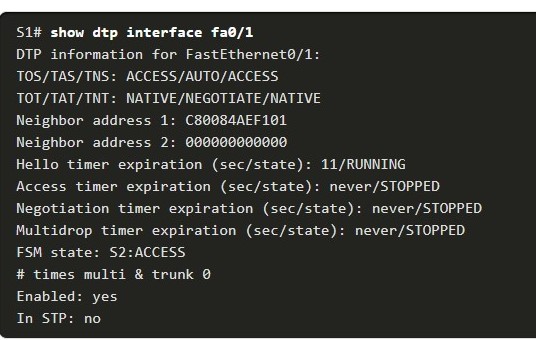 S1# show dtp interface fa0/1
DTP information for FastEthernet0/1:
TOS/TAS/TNS: ACCESS/AUTO/ACCESS
TOT/TAT/TNT: NATIVE/NEGOTIATE/NATIVE
Neighbor address 1: C80084AEF101
Neighbor address 2: 000000000000
Hello timer expiration (sec/state): 11/RUNNING
Access timer expiration (sec/state): never/STOPPED
Negotiation timer expiration (sec/state): never/STOPPED
Multidrop timer expiration (sec/state): never/STOPPED
FSM state: S2:ACCESS
# times multi & trunk 0
Enabled: yes
In STP: no